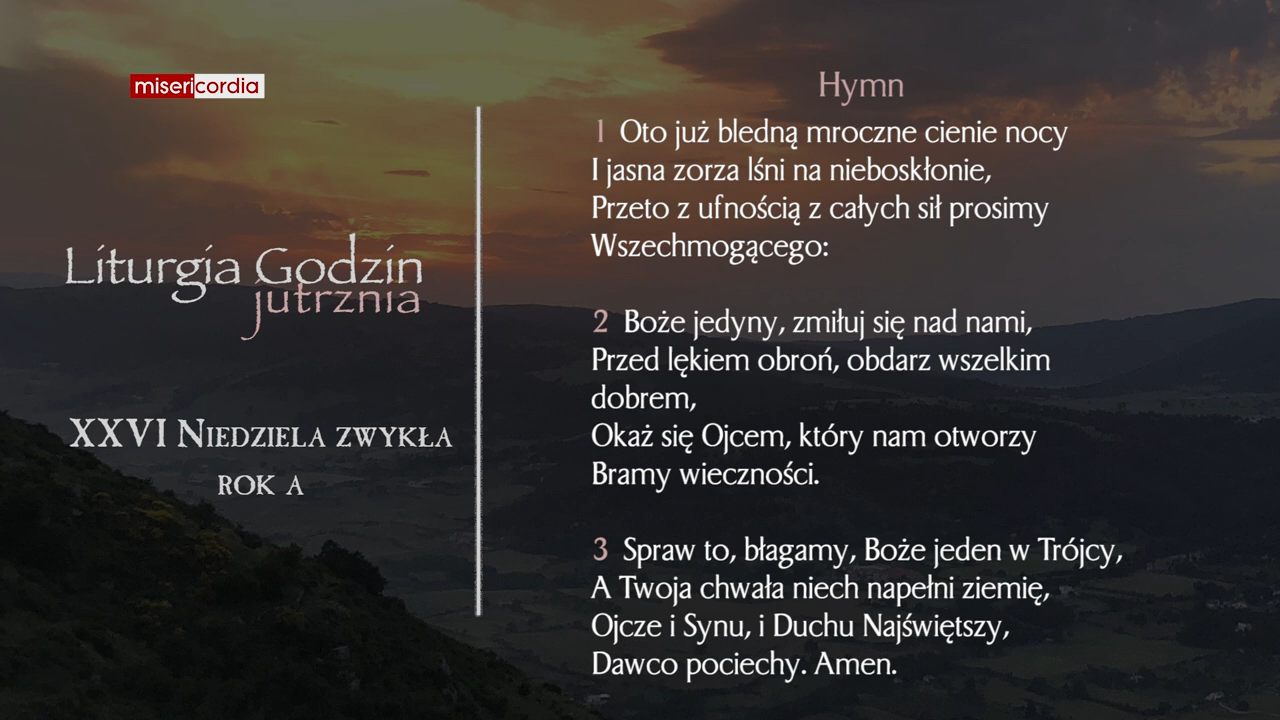 misericordia
Liturgia Godzin
jutrznia
XXVI Niedziela zwykła
rok a
Hymn
1 Oto już bledną mroczne cienie nocy
I jasna zorza lśni na nieboskłonie,
Przeto z ufnością z całych sił prosimy
Wszechmogącego:
2 Boże jedyny, zmiłuj się nad nami,
Przed lękiem obroń, obdarz wszelkim
dobrem,
Okaż się Ojcem, który nam otworzy
Bramy wieczności.
3 Spraw to, błagamy, Boże jeden w Trójcy,
A Twoja chwała niech napełni ziemię,
Ojcze i Synu, i Duchu Najświętszy,
Dawco pociechy. Amen.